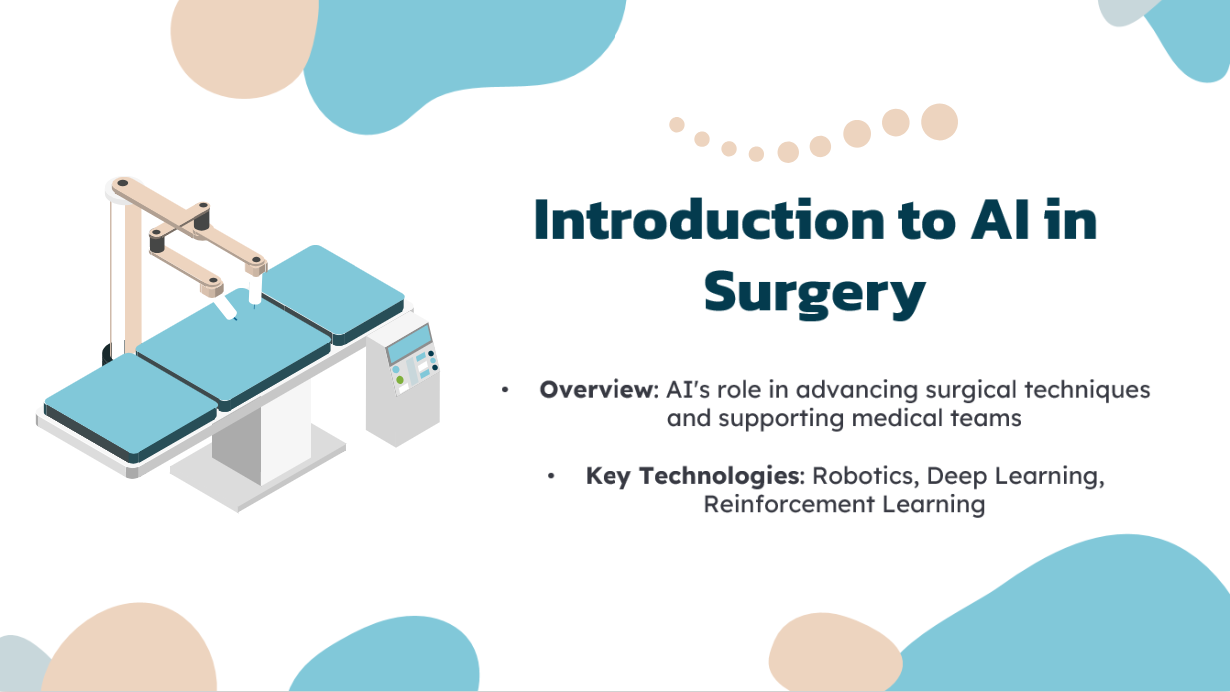 Introduction to AI in
Surgery
• Overview: AI's role in advancing surgical techniques
and supporting medical teams
• Key Technologies: Robotics, Deep Learning,
Reinforcement Learning